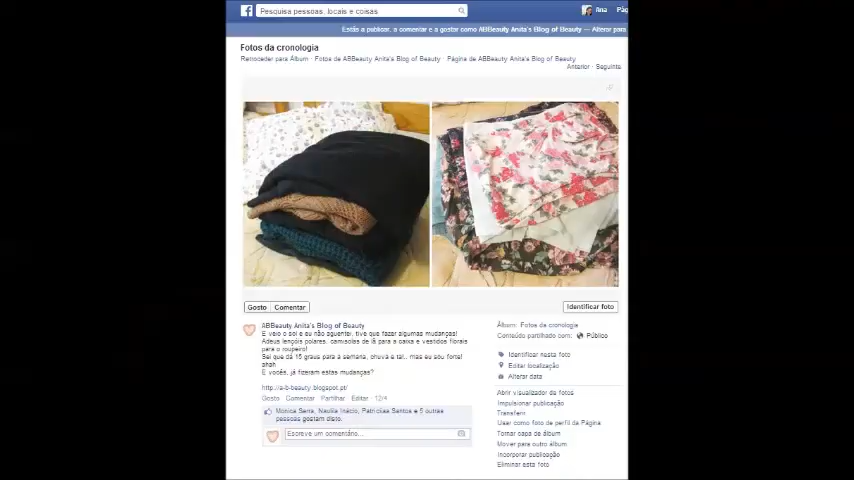 Pesquisa pessoas, locais e coisas
Ana
Pág
Estás a publicar, a comentar e a gostar como ABBeauty Anita's Blog of Beauty — Alterar para
Fotos da cronologia
Retroceder para Álbum · Fotos de ABBeauty Anita's Blog of Beauty · Página de ABBeauty Anita's Blog of Beauty
Anterior · Seguinte
Gosto Comentar
Identificar foto
ABBeauty Anita's Blog of Beauty
E veio o sol e eu não aguentei, tive que fazer algumas mudanças!
Adeus lençóis polares, camisolas de lã para a caixa e vestidos florais
para o roupeiro!
Sei que dá 15 graus para a semana, chuva e tal.. mas eu sou forte!
ahah
E vocês, já fizeram estas mudanças?
http://a-b-beauty.blogspot.pt/
Gosto · Comentar · Partilhar · Editar · 12/4
Mónica Serra, Naulila Inácio, Patriciaa Santos e 5 outras
pessoas gostam disto.
Escreve um comentário...
Álbum: Fotos da cronologia
Conteúdo partilhado com: Público
Identificar nesta foto
Editar localização
Alterar data
Abrir visualizador de fotos
Impulsionar publicação
Transferir
Usar como foto de perfil da Página
Tornar capa de álbum
Mover para outro álbum
Incorporar publicação
Eliminar esta foto